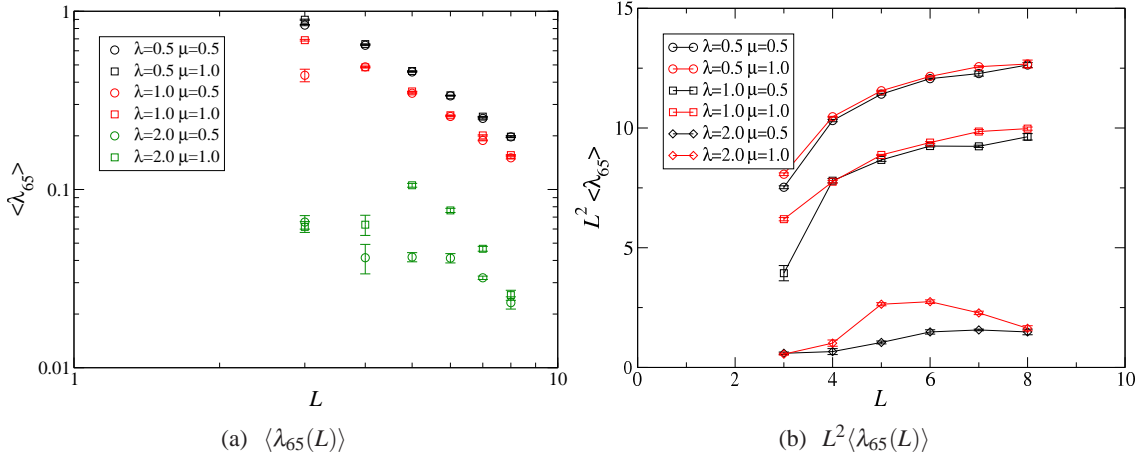 1
0.1
0.01
<λ₆₅>
λ=0.5 μ=0.5
λ=0.5 μ=1.0
λ=1.0 μ=0.5
λ=1.0 μ=1.0
λ=2.0 μ=0.5
λ=2.0 μ=1.0
1 10
L
(a) ⟨λ₆₅(L)⟩
15
10
5
0
L² <λ₆₅>
λ=0.5 μ=0.5
λ=0.5 μ=1.0
λ=1.0 μ=0.5
λ=1.0 μ=1.0
λ=2.0 μ=0.5
λ=2.0 μ=1.0
0 2 4 6 8 10
L
(b) L²⟨λ₆₅(L)⟩